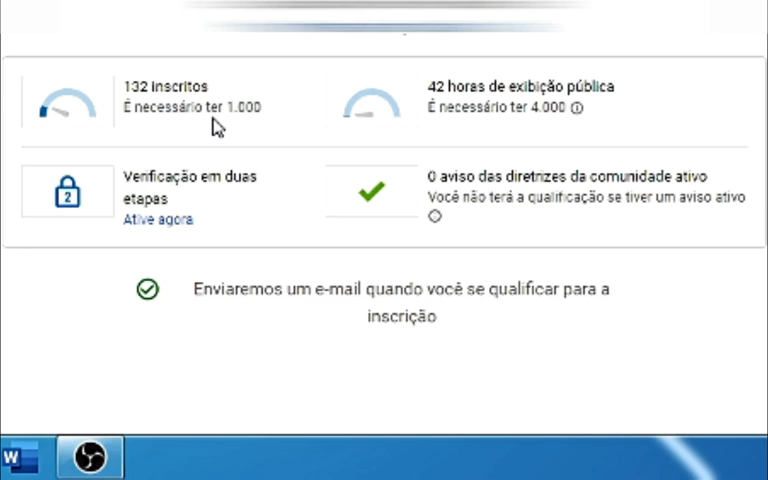 132 inscritos
É necessário ter 1.000
42 horas de exibição pública
É necessário ter 4.000
2
Verificação em duas
etapas
Ative agora
0 aviso das diretrizes da comunidade ativo
Você não terá a qualificação se tiver um aviso ativo
Enviaremos um e-mail quando você se qualificar para a
inscrição
W